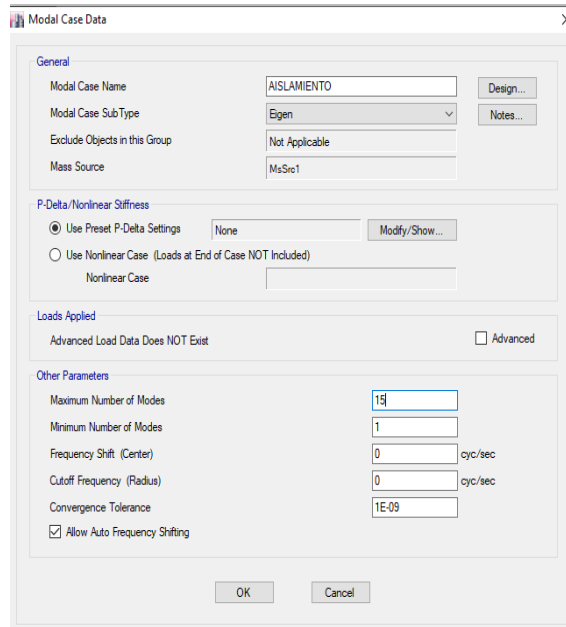 Modal Case Data
General
Modal Case Name AISLAMIENTO Design...
Modal Case SubType Eigen Notes...
Exclude Objects in this Group Not Applicable
Mass Source MsSrc1
P-Delta/Nonlinear Stiffness
Use Preset P-Delta Settings None Modify/Show...
Use Nonlinear Case (Loads at End of Case NOT Included)
Nonlinear Case
Loads Applied
Advanced Load Data Does NOT Exist Advanced
Other Parameters
Maximum Number of Modes 15
Minimum Number of Modes 1
Frequency Shift (Center) 0 cyc/sec
Cutoff Frequency (Radius) 0 cyc/sec
Convergence Tolerance 1E-09
Allow Auto Frequency Shifting
OK Cancel